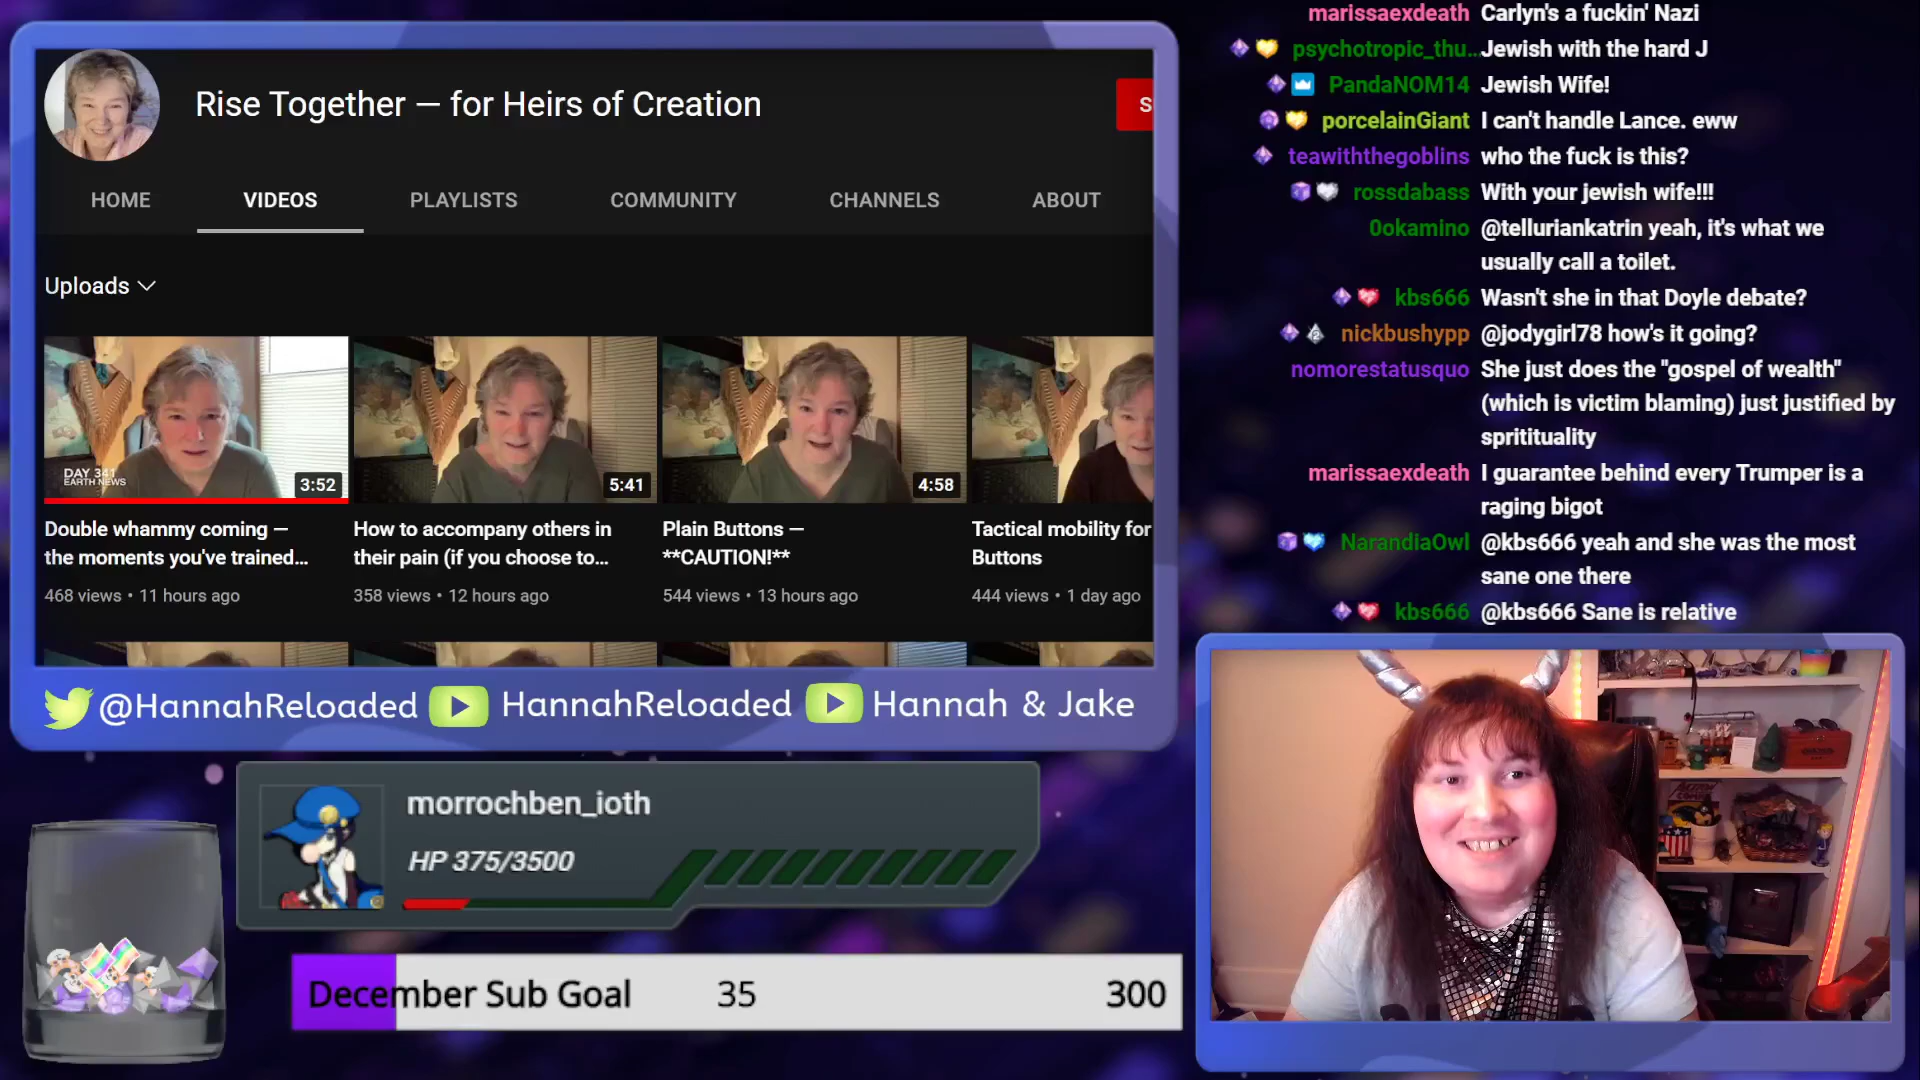 Rise Together — for Heirs of Creation
S
HOME VIDEOS PLAYLISTS COMMUNITY CHANNELS ABOUT
Uploads
DAY 341
EARTH NEWS
3:52
5:41
4:58
Double whammy coming —
the moments you've trained...
468 views • 11 hours ago
How to accompany others in
their pain (if you choose to...
358 views • 12 hours ago
Plain Buttons —
**CAUTION!**
544 views • 13 hours ago
Tactical mobility for
Buttons
444 views • 1 day ago
@HannahReloaded HannahReloaded Hannah & Jake
morrochben_ioth
HP 375/3500
December Sub Goal 35 300
marissaexdeath Carlyn's a fuckin' Nazi
psychotropic_thu... Jewish with the hard J
PandaNOM14 Jewish Wife!
porcelainGiant I can't handle Lance. eww
teawiththegoblins who the fuck is this?
rossdabass With your jewish wife!!!
0okamino @telluriankatrin yeah, it's what we
usually call a toilet.
kbs666 Wasn't she in that Doyle debate?
nickbushypp @jodygirl78 how's it going?
nomorestatusquo She just does the "gospel of wealth"
(which is victim blaming) just justified by
spritituality
marissaexdeath I guarantee behind every Trumper is a
raging bigot
NarandiaOwl @kbs666 yeah and she was the most
sane one there
kbs666 @kbs666 Sane is relative